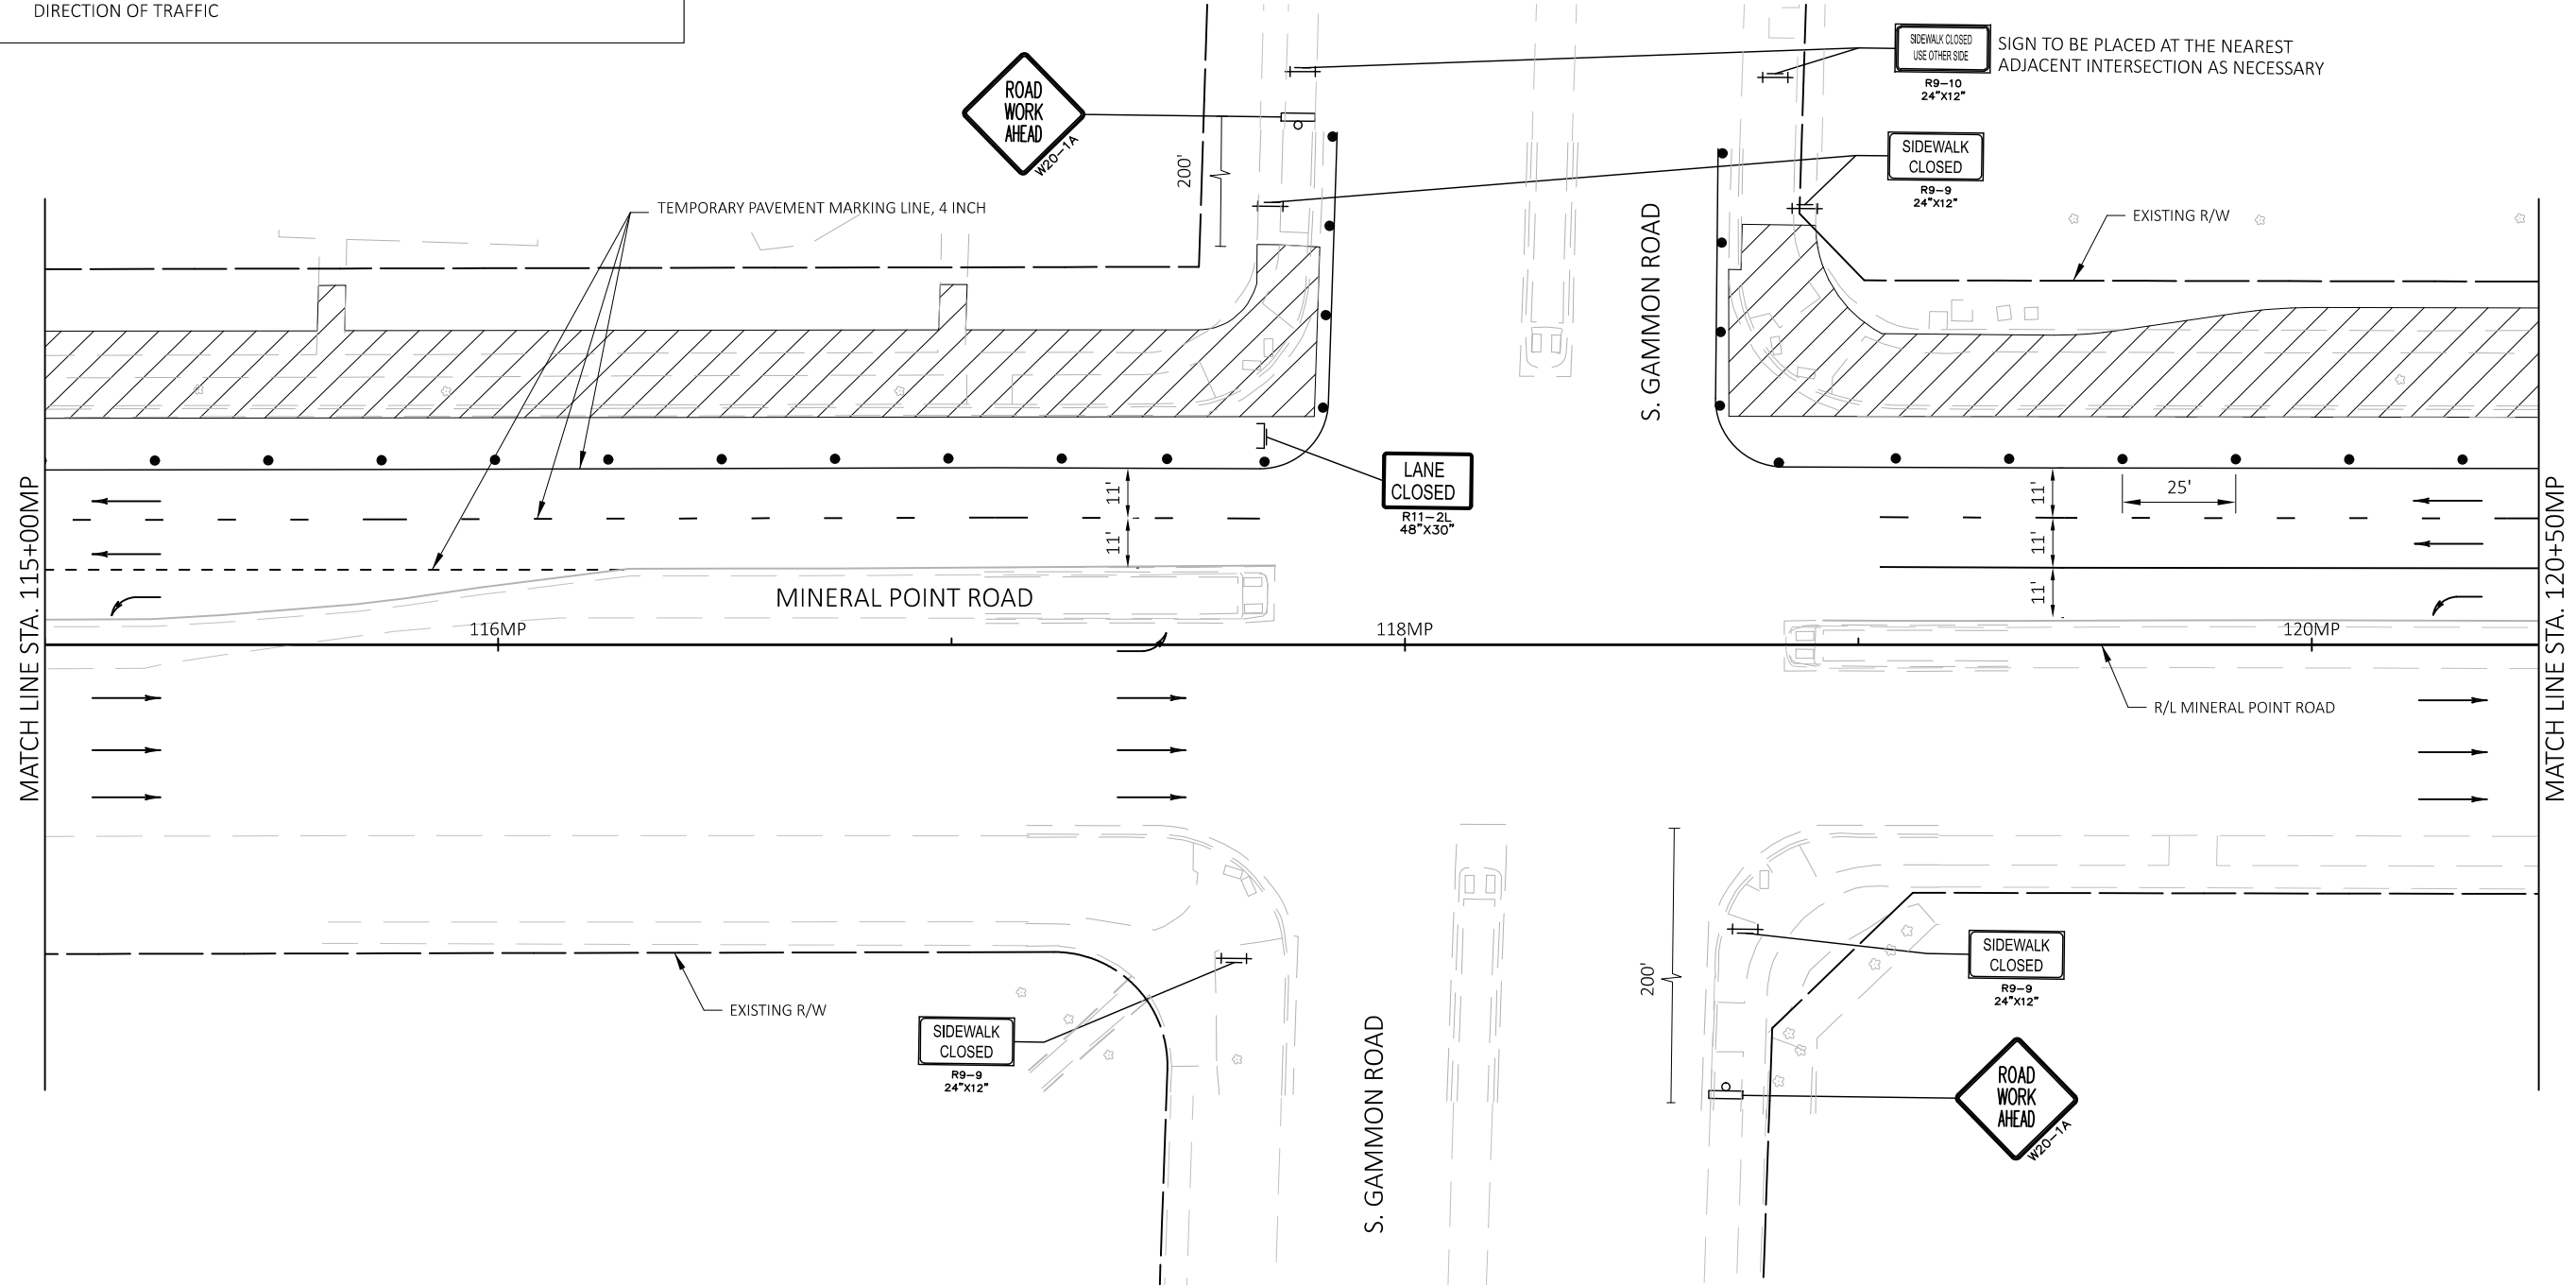 DIRECTION OF TRAFFIC
SIDEWALK CLOSED
USE OTHER SIDE
R9-10
24"X12"
SIGN TO BE PLACED AT THE NEAREST
ADJACENT INTERSECTION AS NECESSARY
ROAD
WORK
AHEAD
W20-1A
200'
SIDEWALK
CLOSED
R9-9
24"X12"
TEMPORARY PAVEMENT MARKING LINE, 4 INCH
EXISTING R/W
S. GAMMON ROAD
LANE
CLOSED
R11-2L
48"X30"
11'
11'
11'
11'
11'
25'
MATCH LINE STA. 115+00MP
MATCH LINE STA. 120+50MP
MINERAL POINT ROAD
116MP
118MP
120MP
R/L MINERAL POINT ROAD
200'
SIDEWALK
CLOSED
R9-9
24"X12"
EXISTING R/W
SIDEWALK
CLOSED
R9-9
24"X12"
S. GAMMON ROAD
ROAD
WORK
AHEAD
W20-1A